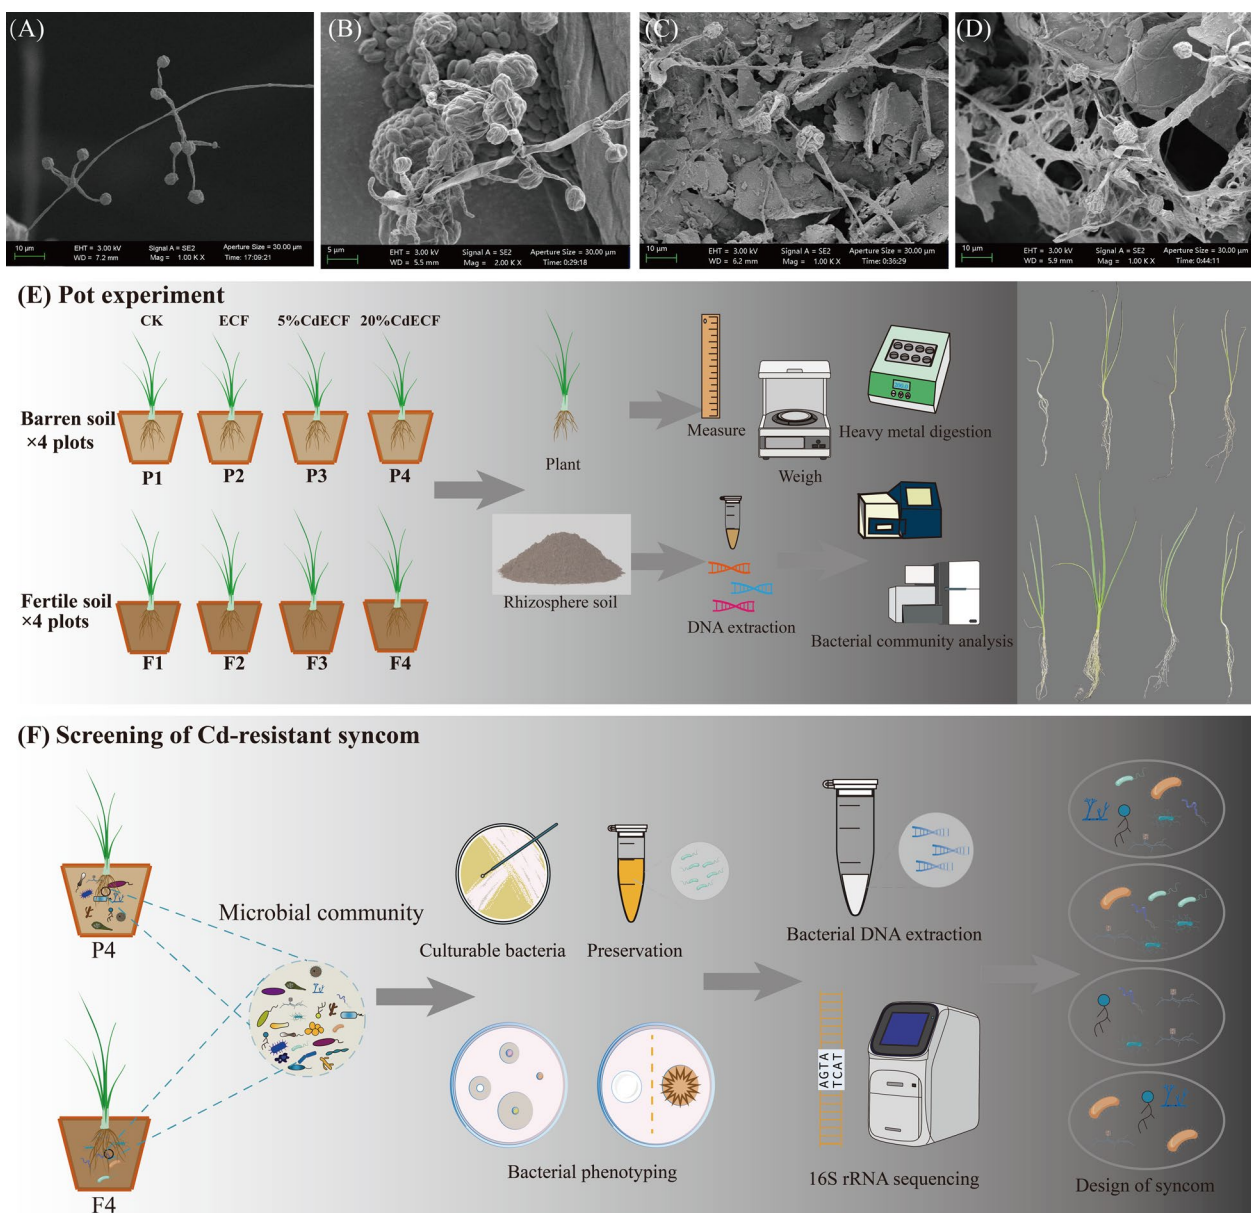 (A)
10 µm
EHT = 3.00 kV
WD = 7.2 mm
Signal A = SE2
Mag = 1.00 K X
Aperture Size = 30.00 µm
Time: 17:09:21
(B)
5 µm
EHT = 3.00 kV
WD = 5.5 mm
Signal A = SE2
Mag = 2.00 K X
Aperture Size = 30.00 µm
Time: 0:29:18
(C)
10 µm
EHT = 3.00 kV
WD = 6.2 mm
Signal A = SE2
Mag = 1.00 K X
Aperture Size = 30.00 µm
Time: 0:36:29
(D)
10 µm
EHT = 3.00 kV
WD = 5.9 mm
Signal A = SE2
Mag = 1.00 K X
Aperture Size = 30.00 µm
Time: 0:44:11
(E) Pot experiment
CK ECF 5%CdECF 20%CdECF
Barren soil
×4 plots
P1 P2 P3 P4
Fertile soil
×4 plots
F1 F2 F3 F4
Plant
Measure
Weigh
Heavy metal digestion
Rhizosphere soil
DNA extraction
Bacterial community analysis
(F) Screening of Cd-resistant syncom
P4
F4
Microbial community
Culturable bacteria
Preservation
Bacterial phenotyping
Bacterial DNA extraction
AGTA
TCAT
16S rRNA sequencing
Design of syncom